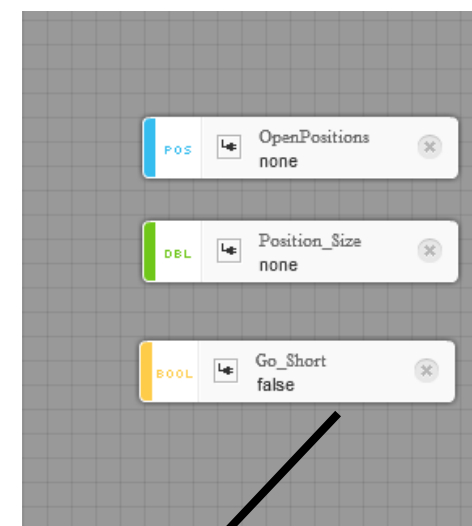 POS
OpenPositions
none
DBL
Position_Size
none
BOOL
Go_Short
false